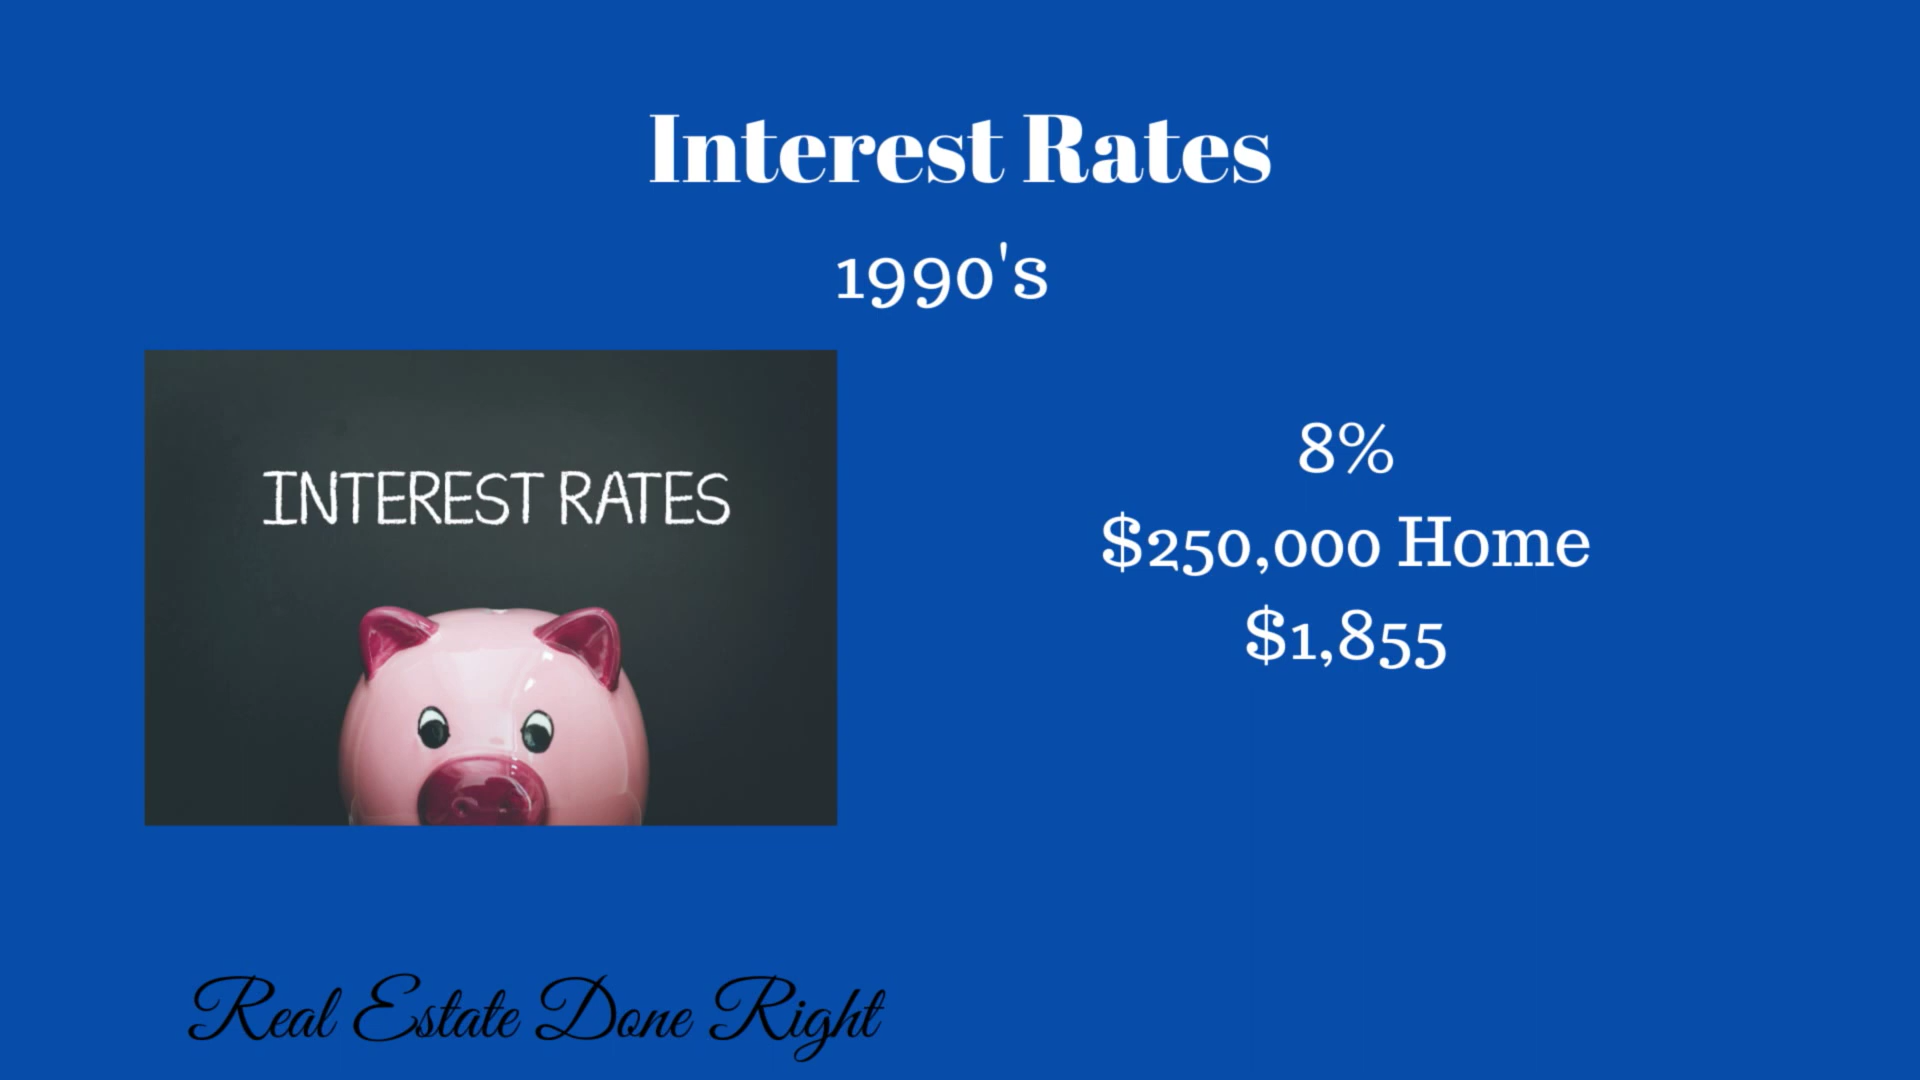 Interest Rates
1990's
INTEREST RATES
8%
$250,000 Home
$1,855
Real Estate Done Right